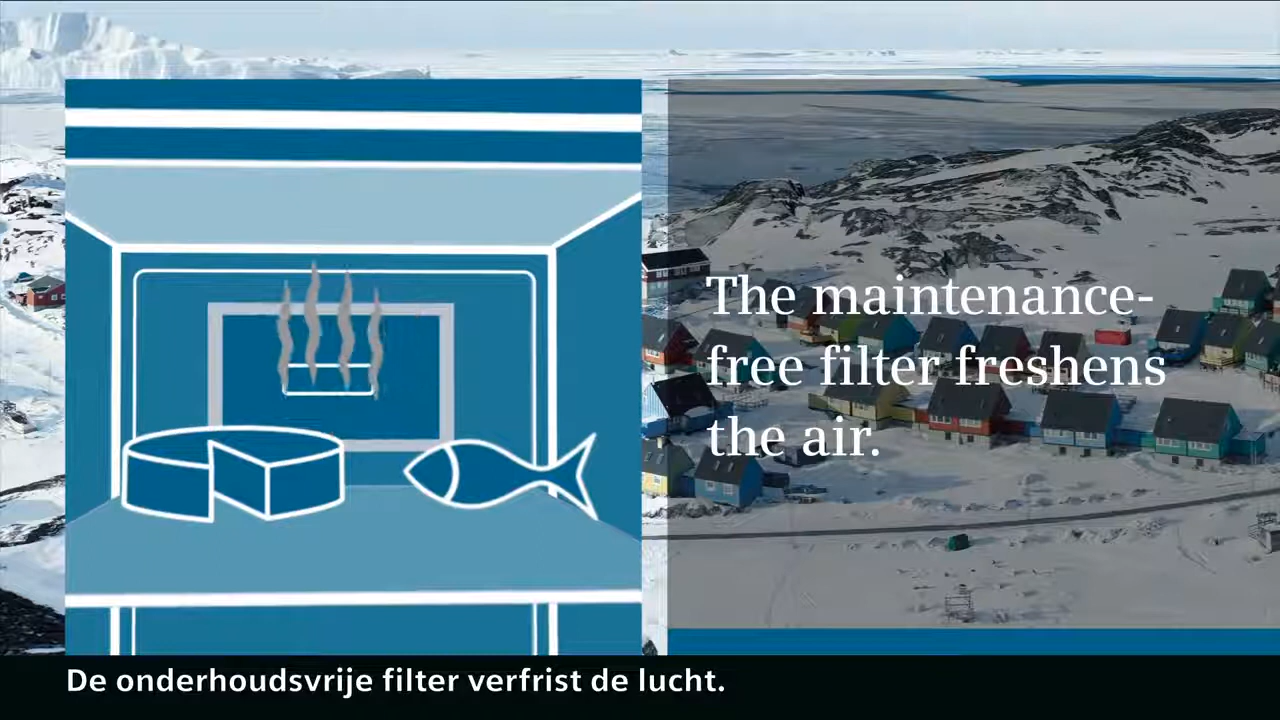 The maintenance-
free filter freshens
the air.
De onderhoudsvrije filter verfrist de lucht.